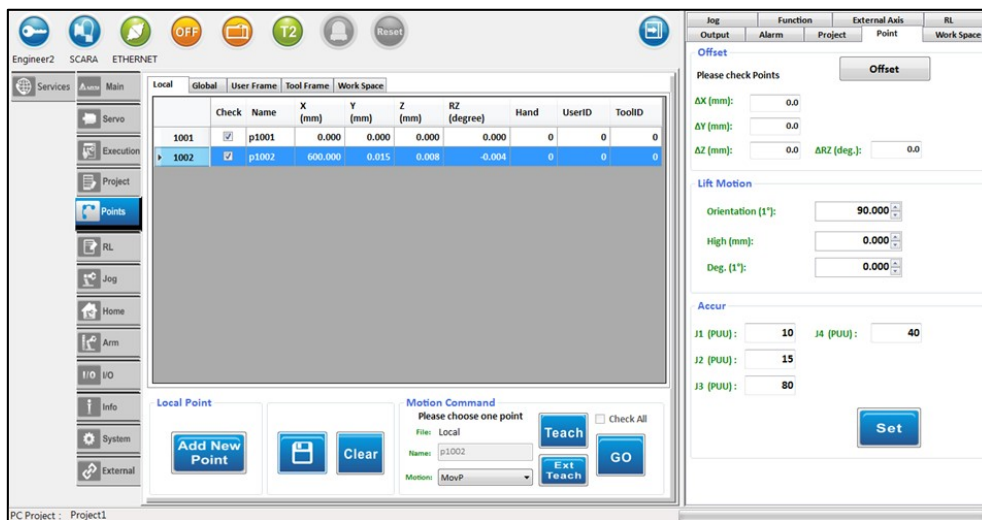 OFF
T2
Reset
Engineer2 SCARA ETHERNET
Services
Main
Servo
Execution
Project
Points
RL
Jog
Home
Arm
I/O I/O
Info
System
External
Local Global User Frame Tool Frame Work Space
Check Name X (mm) Y (mm) Z (mm) RZ (degree) Hand UserID ToolID
1001 p1001 0.000 0.000 0.000 0.000 0 0 0
1002 p1002 600.000 0.015 0.008 -0.004 0 0 0
Local Point
Add New Point
Clear
Motion Command
Please choose one point
File: Local
Name: p1002
Motion: MovP
Teach
Ext Teach
Check All
GO
PC Project : Project1
Jog Function External Axis RL
Output Alarm Project Point Work Space
Offset
Please check Points
Offset
ΔX (mm): 0.0
ΔY (mm): 0.0
ΔZ (mm): 0.0 ΔRZ (deg.): 0.0
Lift Motion
Orientation (1°): 90.000
High (mm): 0.000
Deg. (1°): 0.000
Accur
J1 (PUU) : 10 J4 (PUU) : 40
J2 (PUU) : 15
J3 (PUU) : 80
Set